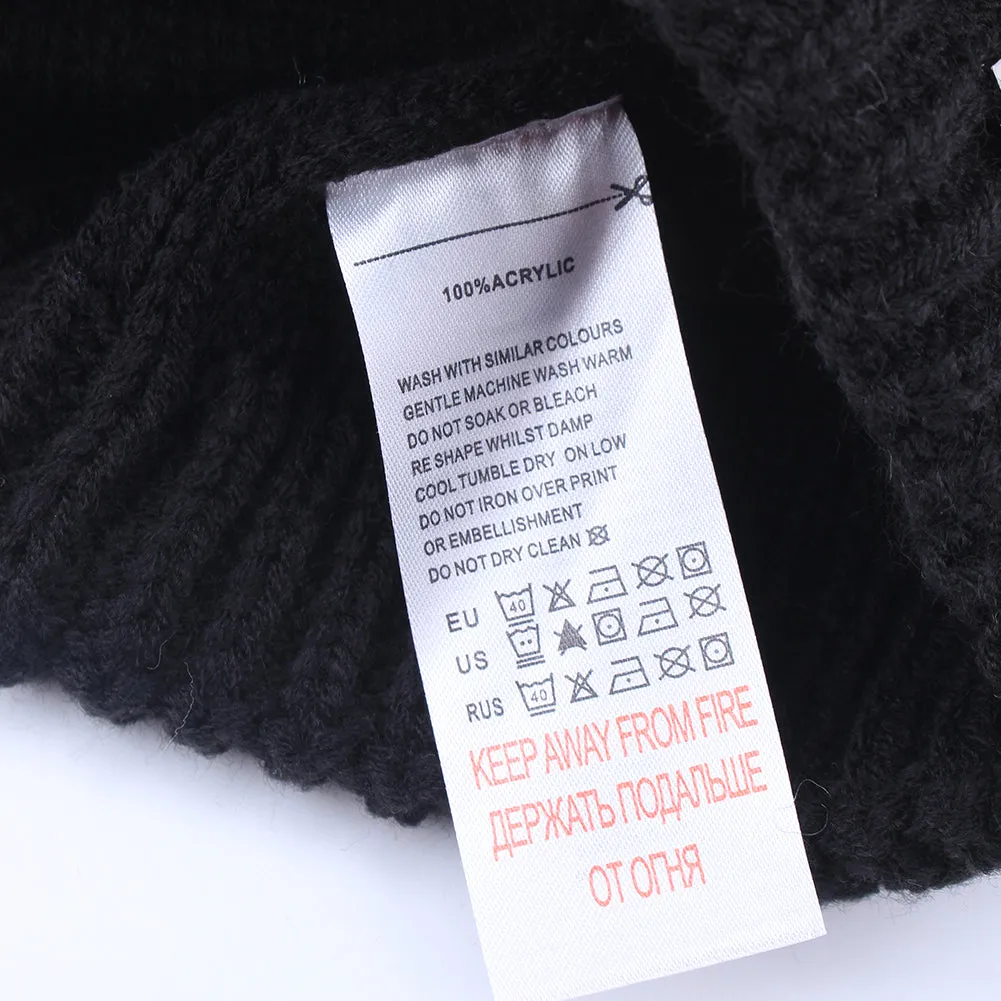 100%ACRYLIC
WASH WITH SIMILAR COLOURS
GENTLE MACHINE WASH WARM
DO NOT SOAK OR BLEACH
RE SHAPE WHILST DAMP
COOL TUMBLE DRY ON LOW
DO NOT IRON OVER PRINT
OR EMBELLISHMENT
DO NOT DRY CLEAN
EU 40
US
RUS 40
KEEP AWAY FROM FIRE
ДЕРЖАТЬ ПОДАЛЬШЕ
ОТ ОГНЯ